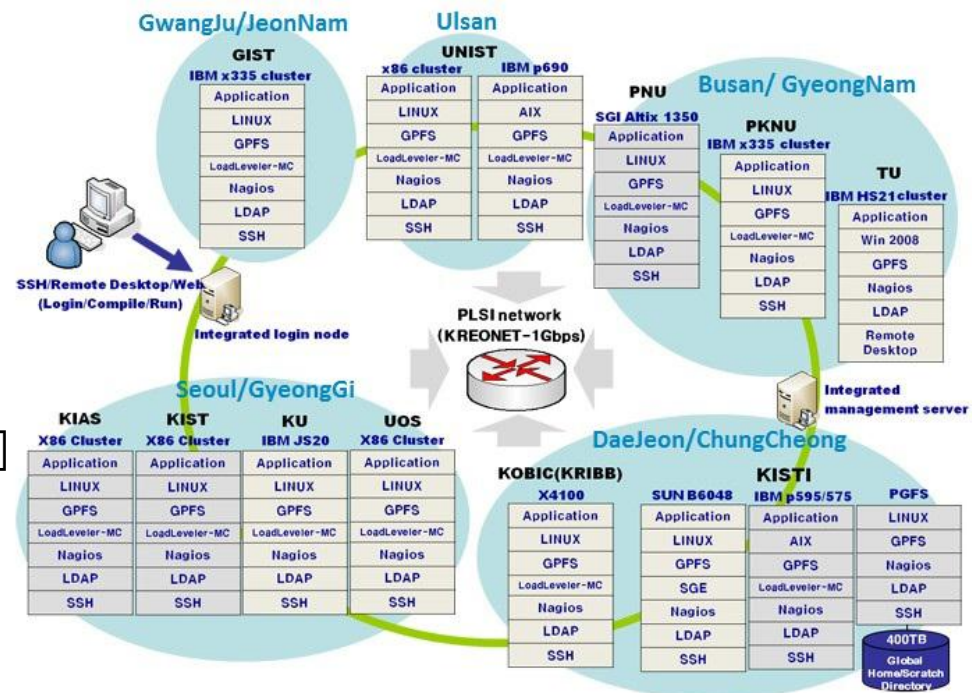 GwangJu/JeonNam
GIST
IBM x335 cluster
Application
LINUX
GPFS
LoadLeveler-MC
Nagios
LDAP
SSH
Ulsan
UNIST
x86 cluster
Application
LINUX
GPFS
LoadLeveler-MC
Nagios
LDAP
SSH
IBM p690
Application
AIX
GPFS
LoadLeveler-MC
Nagios
LDAP
SSH
Busan/ GyeongNam
PNU
SGI Altix 1350
Application
LINUX
GPFS
LoadLeveler-MC
Nagios
LDAP
SSH
PKNU
IBM x335 cluster
Application
LINUX
GPFS
LoadLeveler-MC
Nagios
LDAP
SSH
TU
IBM HS21cluster
Application
Win 2008
GPFS
Nagios
LDAP
Remote
Desktop
SSH/Remote Desktop/Web
(Login/Compile/Run)
Integrated login node
PLSI network
(KREONET-1Gbps)
Integrated
management server
Seoul/GyeongGi
KIAS
X86 Cluster
Application
LINUX
GPFS
LoadLeveler-MC
Nagios
LDAP
SSH
KIST
X86 Cluster
Application
LINUX
GPFS
LoadLeveler-MC
Nagios
LDAP
SSH
KU
IBM JS20
Application
LINUX
GPFS
LoadLeveler-MC
Nagios
LDAP
SSH
UOS
X86 Cluster
Application
LINUX
GPFS
LoadLeveler-MC
Nagios
LDAP
SSH
DaeJeon/ChungCheong
KOBIC(KRIBB)
X4100
Application
LINUX
GPFS
LoadLeveler-MC
Nagios
LDAP
SSH
KISTI
SUN B6048
Application
LINUX
GPFS
SGE
Nagios
LDAP
SSH
IBM p595/575
Application
AIX
GPFS
LoadLeveler-MC
Nagios
LDAP
SSH
PGFS
LINUX
GPFS
Nagios
LDAP
SSH
400TB
Global
Home/Scratch
Directory